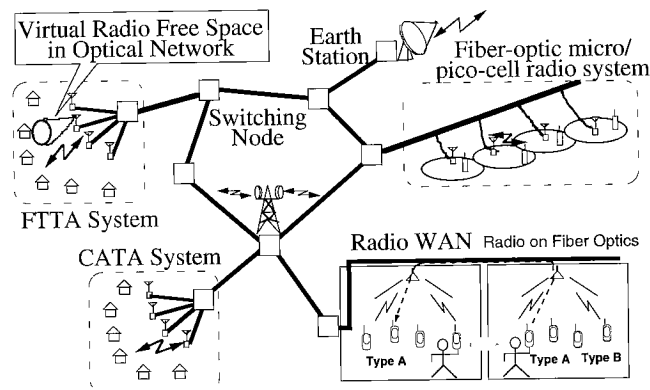 Virtual Radio Free Space
in Optical Network
Earth
Station
Fiber-optic micro/
pico-cell radio system
Switching
Node
FTTA System
CATA System
Radio WAN
Radio on Fiber Optics
Type A
Type A
Type B